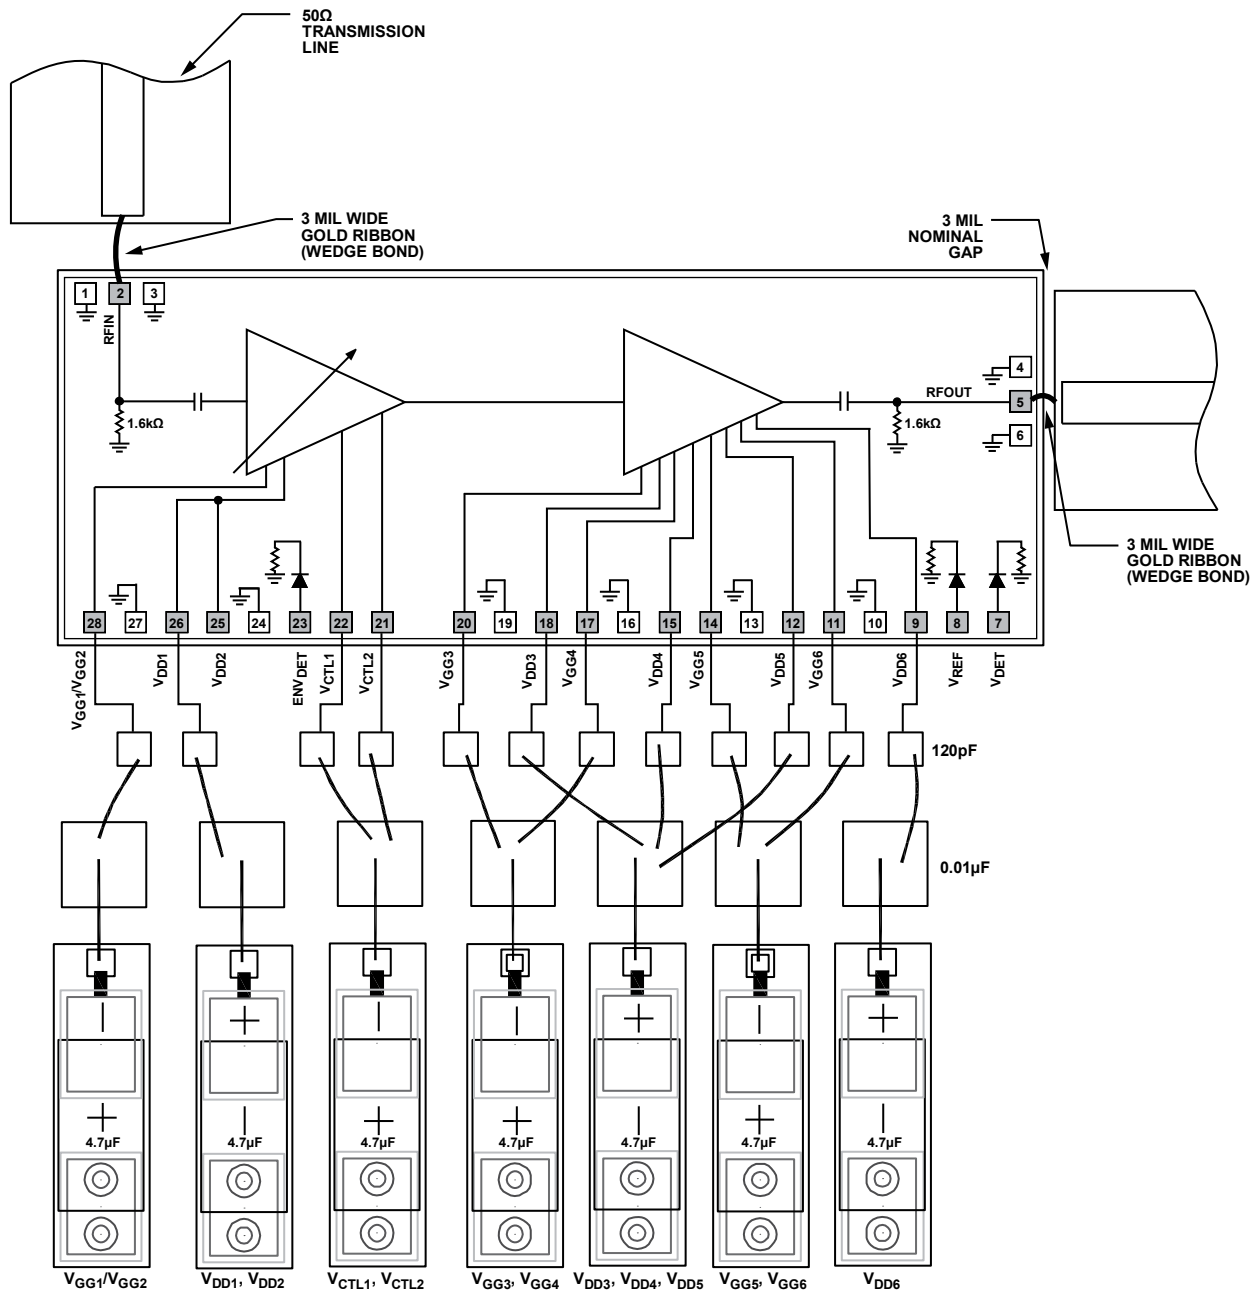 50Ω
TRANSMISSION
LINE
3 MIL WIDE
GOLD RIBBON
(WEDGE BOND)
3 MIL
NOMINAL
GAP
1
2
3
RFIN
4
RFOUT
5
1.6kΩ
1.6kΩ
6
3 MIL WIDE
GOLD RIBBON
(WEDGE BOND)
28
27
26
25
24
23
22
21
20
19
18
17
16
15
14
13
12
11
10
9
8
7
VGG1/VGG2
VDD1
VDD2
ENVDET
VCTL1
VCTL2
VGG3
VDD3
VGG4
VDD4
VGG5
VDD5
VGG6
VDD6
VREF
VDET
120pF
0.01µF
| + | | + | +
+ | + + | + |
4.7µF
4.7µF
4.7µF
4.7µF
4.7µF
4.7µF
4.7µF
VGG1/VGG2
VDD1, VDD2
VCTL1, VCTL2
VGG3, VGG4
VDD3, VDD4, VDD5
VGG5, VGG6
VDD6